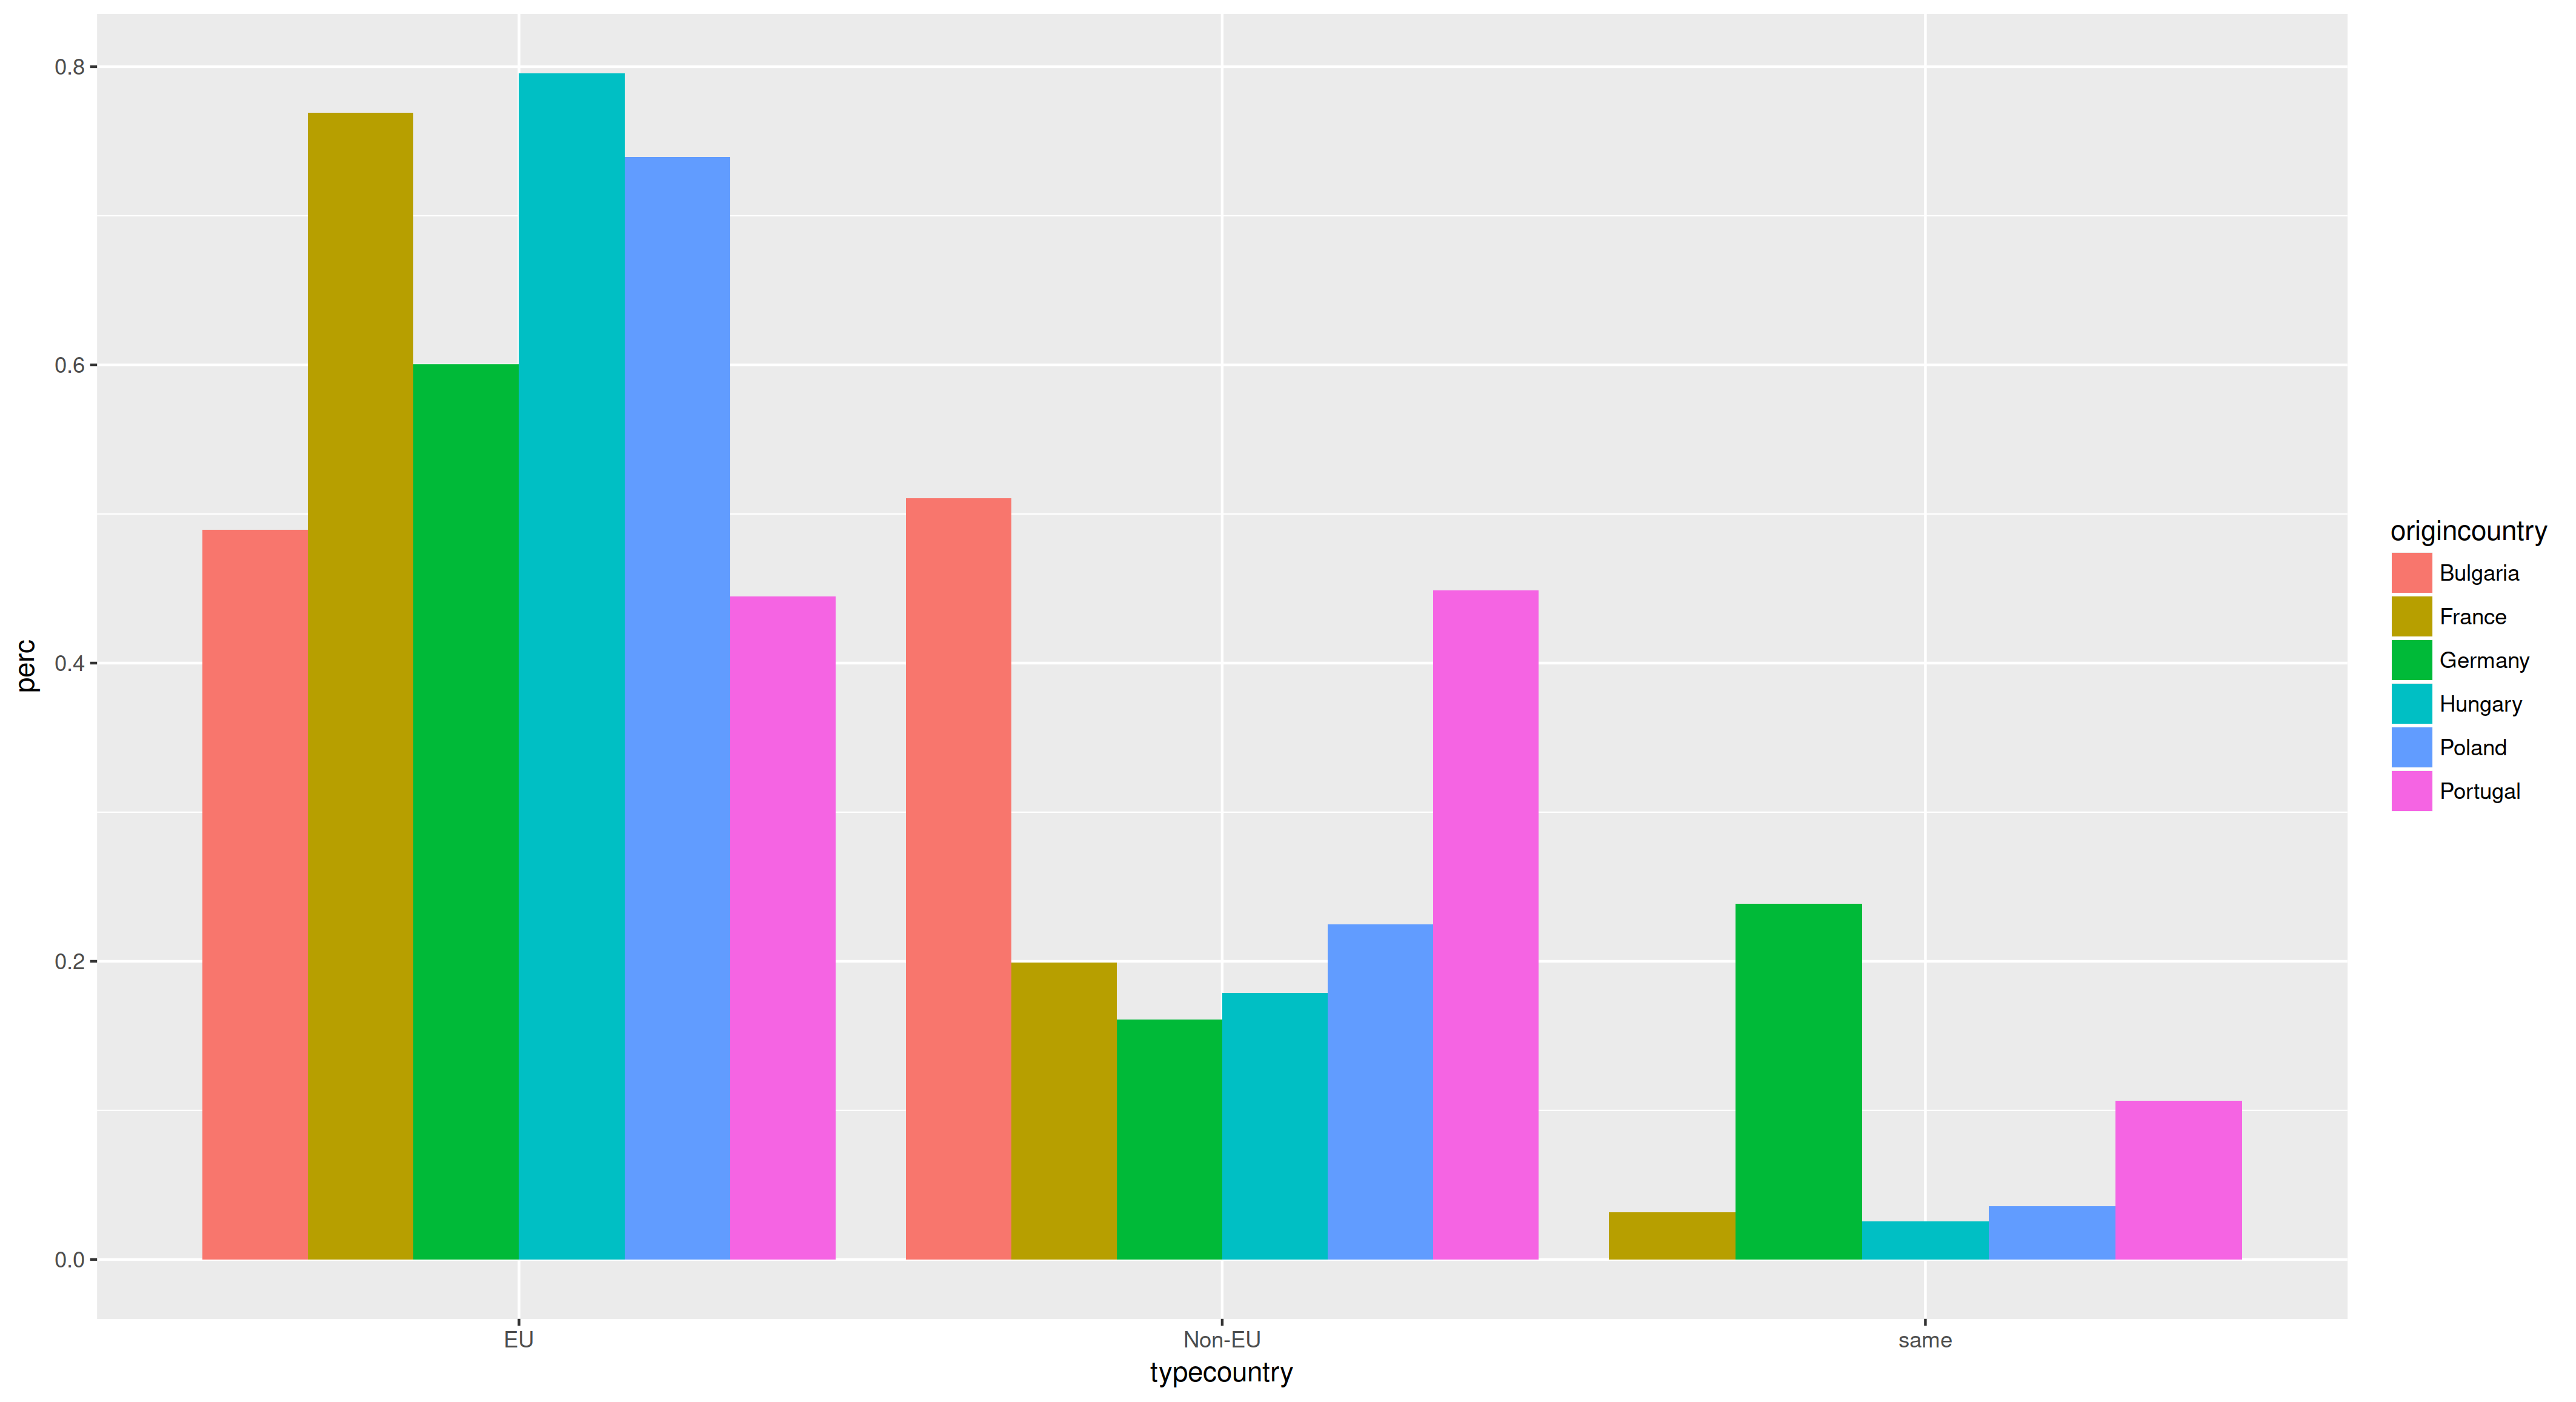 perc
0.8
0.6
0.4
0.2
0.0
EU
Non-EU
same
typecountry
origincountry
Bulgaria
France
Germany
Hungary
Poland
Portugal